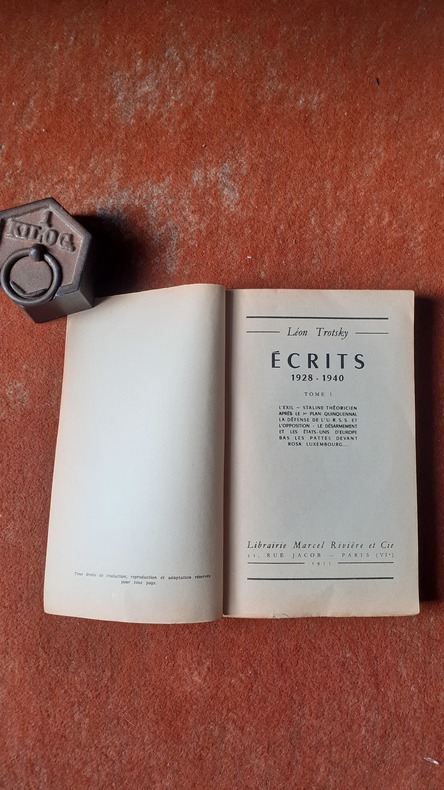 1
KILOG.
Tous droits de traduction, reproduction et adaptation réservés
pour tous pays.
Léon Trotsky
ÉCRITS
1928 - 1940
TOME I
L'EXIL — STALINE THÉORICIEN
APRÈS LE Iᵉʳ PLAN QUINQUENNAL
LA DÉFENSE DE L'U.R.S.S ET
L'OPPOSITION - LE DÉSARMEMENT
ET LES ÉTATS-UNIS D'EUROPE
BAS LES PATTES DEVANT
ROSA LUXEMBOURG...
Librairie Marcel Rivière et Cie
RUE JACOB — PARIS (VIᵉ)